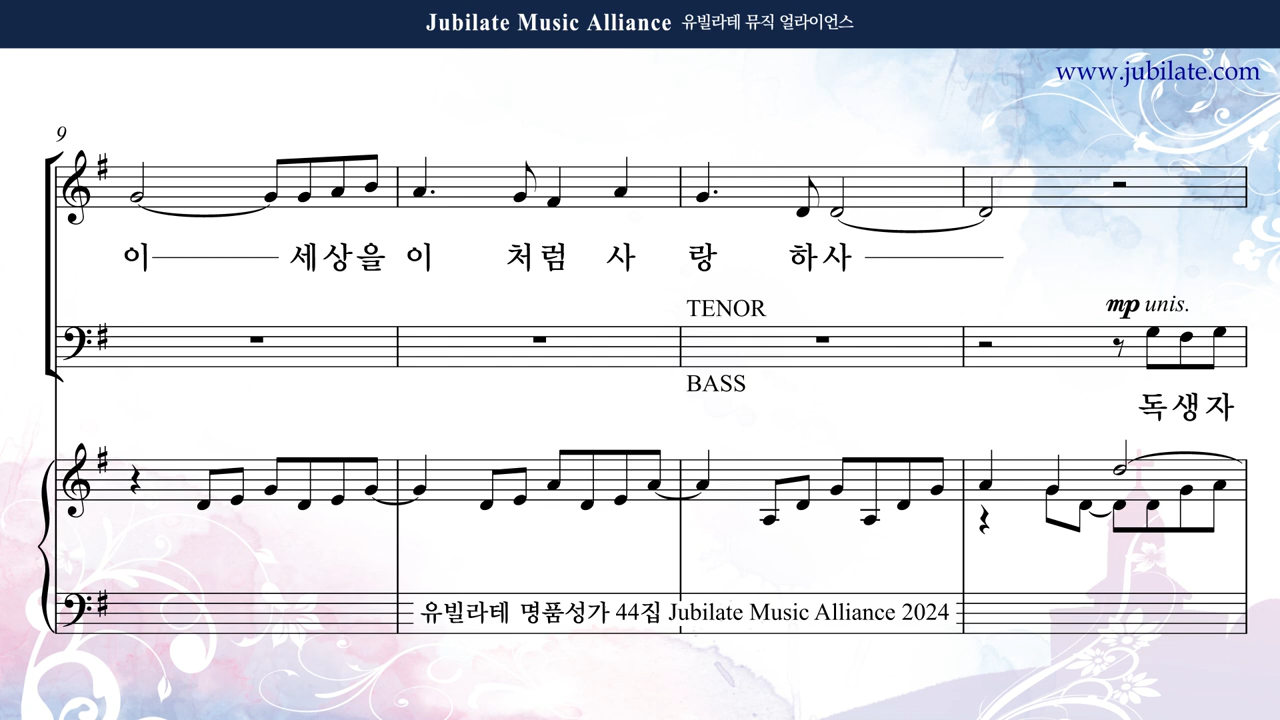 Jubilate Music Alliance 유빌라테 뮤직 얼라이언스
www.jubilate.com
9
이 세상을 이 처럼 사 랑 하사
TENOR
mp unis.
BASS
독생자
유빌라테 명품성가 44집 Jubilate Music Alliance 2024